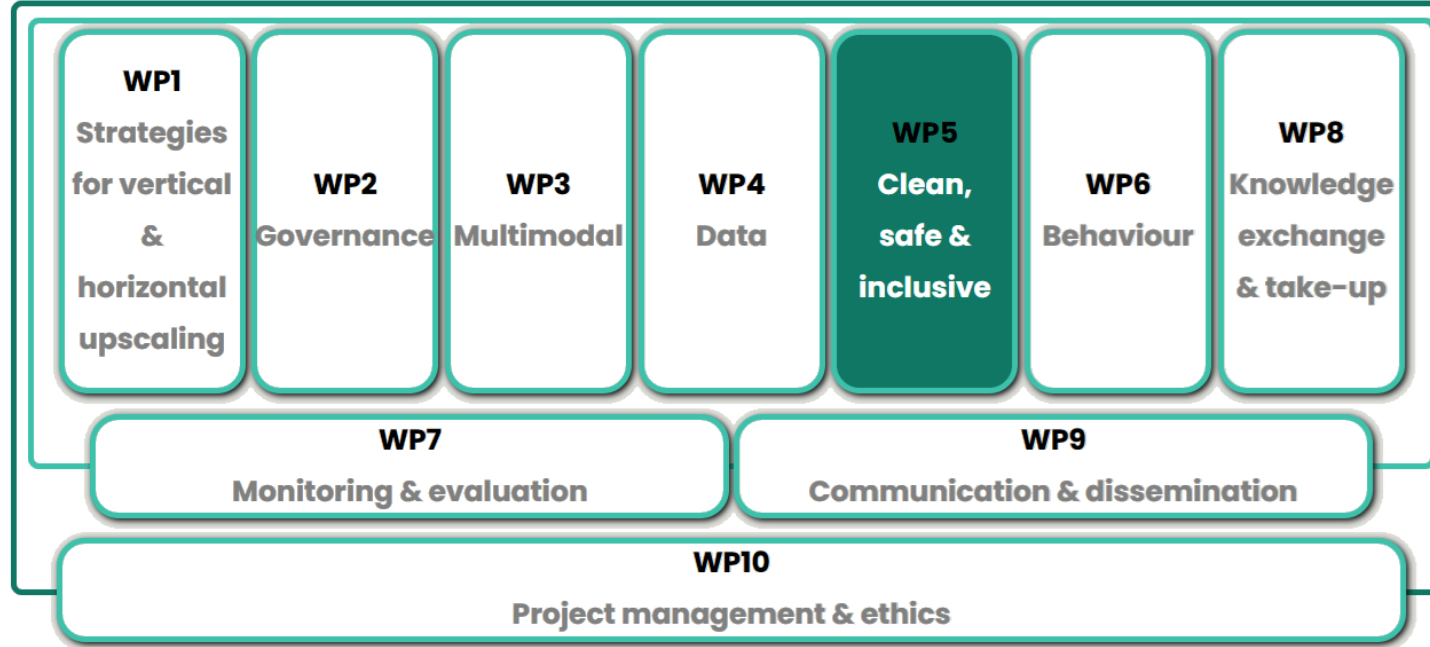 WP1
Strategies
for vertical
&
horizontal
upscaling
WP2
Governance
WP3
Multimodal
WP4
Data
WP5
Clean,
safe &
inclusive
WP6
Behaviour
WP8
Knowledge
exchange
& take-up
WP7
Monitoring & evaluation
WP9
Communication & dissemination
WP10
Project management & ethics